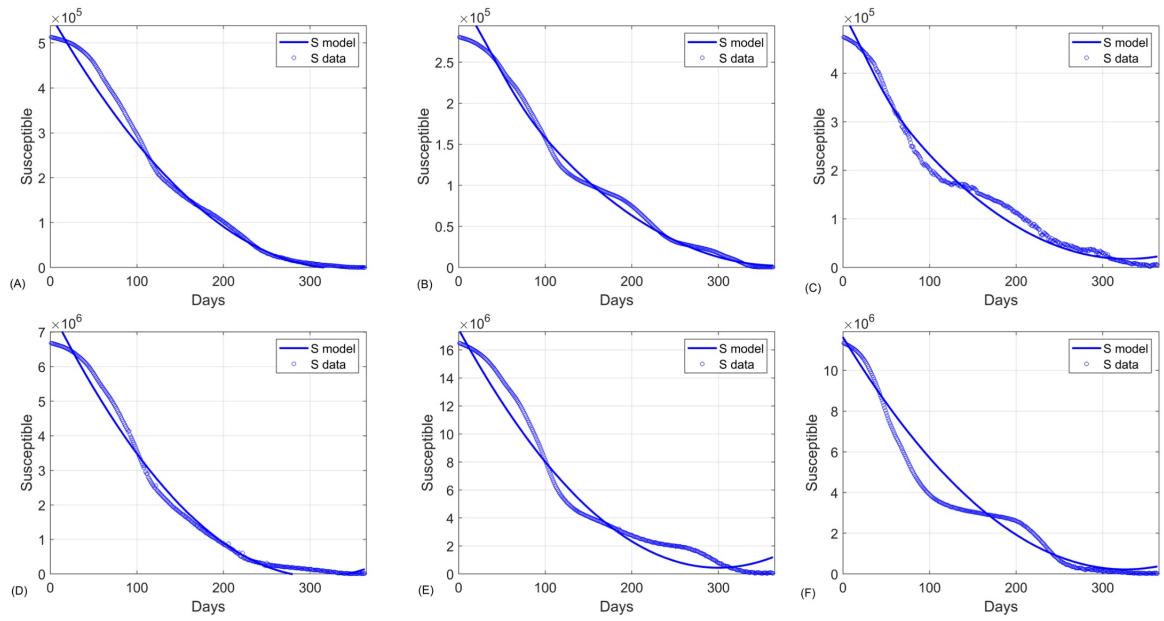 ×10⁵
5
4
3
2
1
0
0
100
200
300
Susceptible
Days
S model
S data
(A)
×10⁵
2.5
2
1.5
1
0.5
0
0
100
200
300
Susceptible
Days
S model
S data
(B)
×10⁵
4
3
2
1
0
0
100
200
300
Susceptible
Days
S model
S data
(C)
×10⁶
7
6
5
4
3
2
1
0
0
100
200
300
Susceptible
Days
S model
S data
(D)
×10⁶
16
14
12
10
8
6
4
2
0
0
100
200
300
Susceptible
Days
S model
S data
(E)
×10⁶
10
8
6
4
2
0
0
100
200
300
Susceptible
Days
S model
S data
(F)